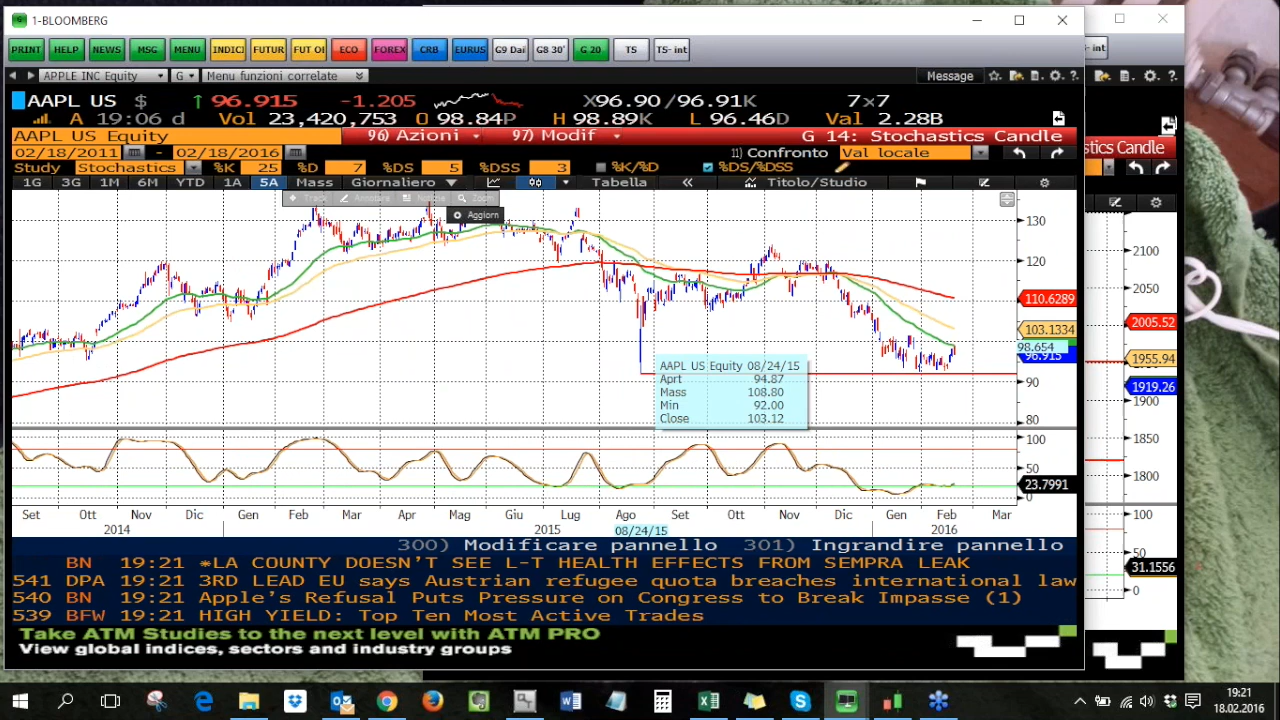 1-BLOOMBERG
PRINT HELP NEWS MSG MENU INDICI FUTUR FUT OI ECO FOREX CRB EURUS G9 Dai G8 30' G 20 TS TS- int
- int
APPLE INC Equity G Menu funzioni correlate Message
AAPL US $ ↑ 96.915 -1.205 X96.90 /96.91K 7×7
A 19:06 d Vol 23,420,753 O 98.84P H 98.89K L 96.46D Val 2.28B
AAPL US Equity 96) Azioni 97) Modif G 14: Stochastics Candle
stics Candle
02/18/2011 - 02/18/2016 11) Confronto Val locale
Study Stochastics %K 25 %D 7 %DS 5 %DSS 3 %K/%D %DS/%DSS
1G 3G 1M 6M YTD 1A 5A Mass Giornaliero Tabella « Titolo/Studio
Track Annotare Zoom
Aggiorn
130
120
110.6289
103.1334
98.654
96.915
90
80
AAPL US Equity 08/24/15
Aprt 94.87
Mass 108.80
Min 92.00
Close 103.12
100
50
23.7991
0
Set Ott Nov Dic Gen Feb Mar Apr Mag Giu Lug Ago Set Ott Nov Dic Gen Feb Mar
2014 2015 08/24/15 2016
2100
2050
2005.52
1955.94
1919.26
1900
1850
1800
100
50
31.1556
0
300) Modificare pannello 301) Ingrandire pannello
BN 19:21 *LA COUNTY DOESN'T SEE L-T HEALTH EFFECTS FROM SEMPRA LEAK
541 DPA 19:21 3RD LEAD EU says Austrian refugee quota breaches international law
540 BN 19:21 Apple's Refusal Puts Pressure on Congress to Break Impasse (1)
539 BFW 19:21 HIGH YIELD: Top Ten Most Active Trades
Take ATM Studies to the next level with ATM PRO
View global indices, sectors and industry groups
19:21
18.02.2016